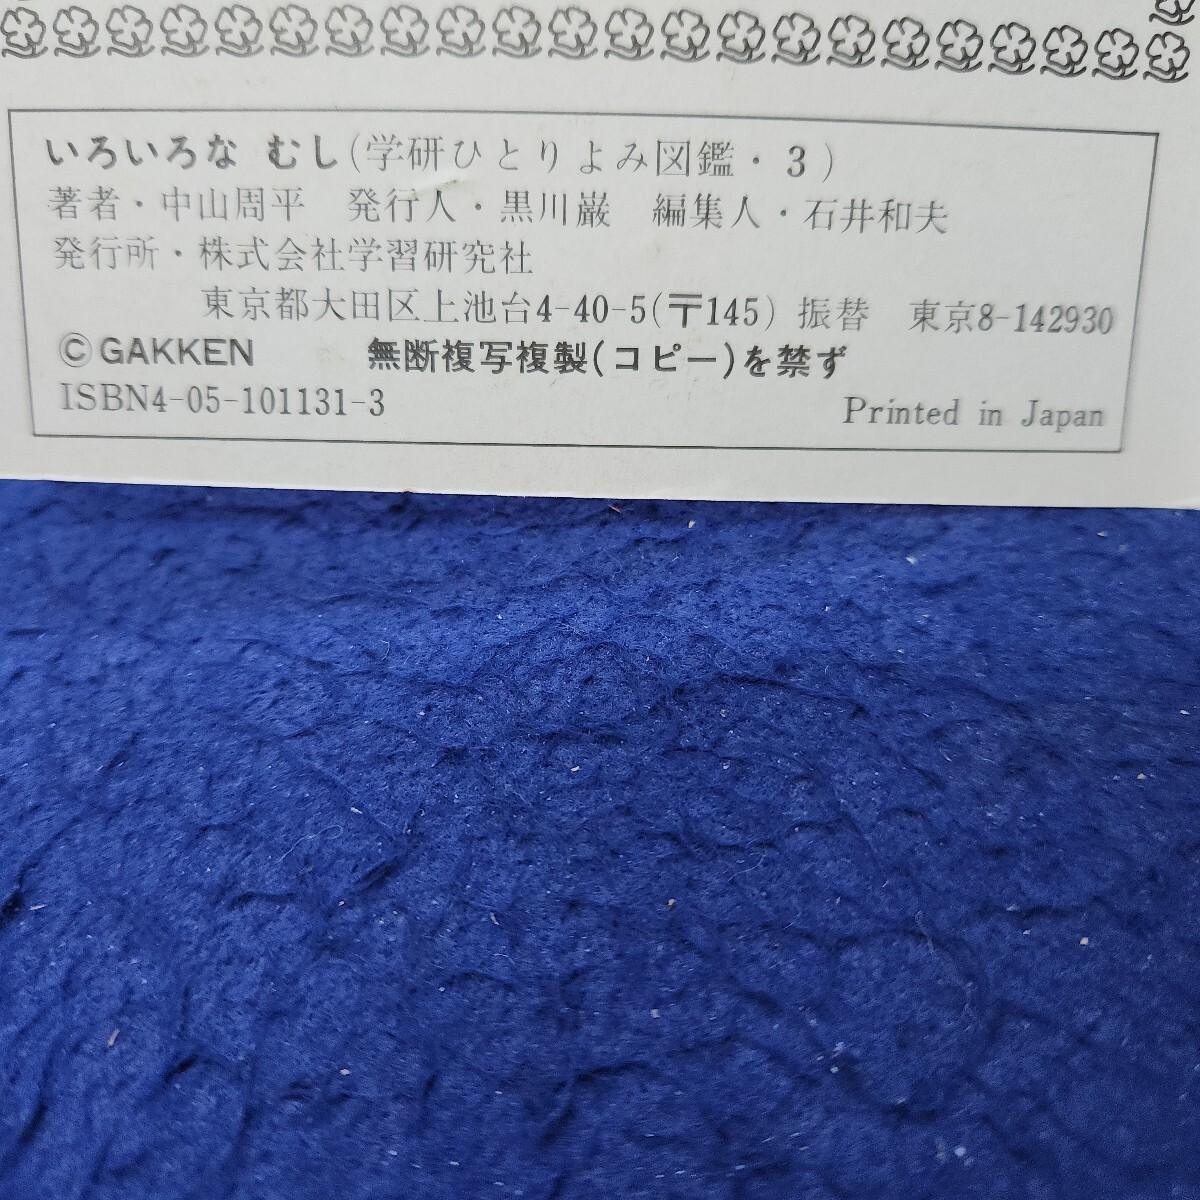 いろいろな むし(学研ひとりよみ図鑑・3)
著者・中山周平 発行人・黒川巌 編集人・石井和夫
発行所・株式会社学習研究社
東京都大田区上池台4-40-5(〒145) 振替 東京8-142930
©GAKKEN 無断複写複製(コピー)を禁ず
ISBN4-05-101131-3 Printed in Japan